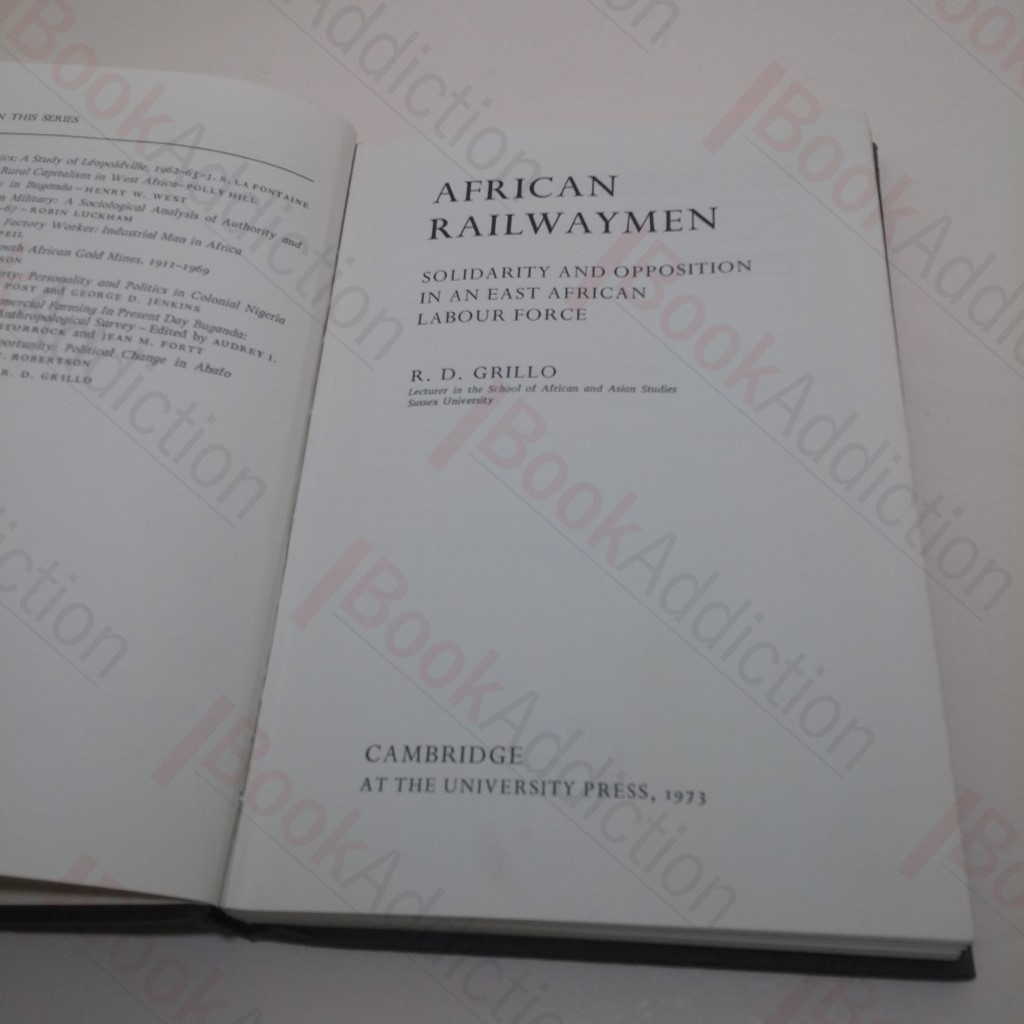 N THIS SERIES
ics: A Study of Léopoldville, 1962–65–J. S. LA FONTAINE
Rural Capitalism in West Africa–POLLY HILL
in Buganda–HENRY W. WEST
Military: A Sociological Analysis of Authority and
–67–ROBIN LUCKHAM
Factory Worker: Industrial Man in Africa
PEIL
outh African Gold Mines, 1911–1969
SON
erty: Personality and Politics in Colonial Nigeria
POST and GEORGE D. JENKINS
mercial Farming In Present Day Buganda:
Anthropological Survey–Edited by AUDREY I.
STURROCK and JEAN M. FORTT
portunity: Political Change in Ahafo
ROBERTSON
R. D. GRILLO
AFRICAN
RAILWAYMEN
SOLIDARITY AND OPPOSITION
IN AN EAST AFRICAN
LABOUR FORCE
R. D. GRILLO
Lecturer in the School of African and Asian Studies
Sussex University
CAMBRIDGE
AT THE UNIVERSITY PRESS, 1973
BookAddiction